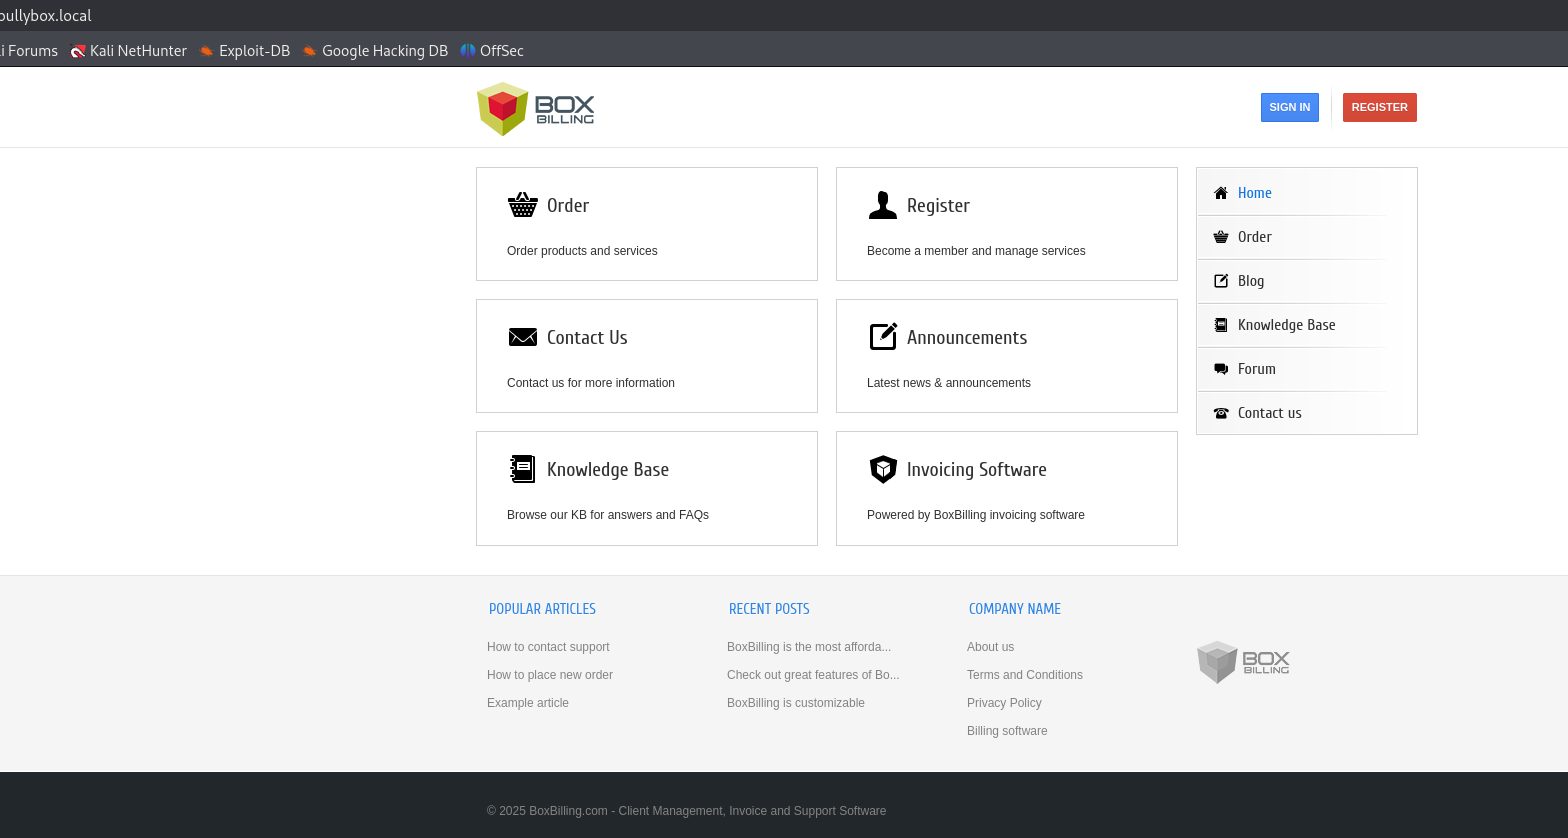 bullybox.local
i Forums Kali NetHunter Exploit-DB Google Hacking DB OffSec
BOX
BILLING
SIGN IN REGISTER
Order
Order products and services
Register
Become a member and manage services
Contact Us
Contact us for more information
Announcements
Latest news & announcements
Knowledge Base
Browse our KB for answers and FAQs
Invoicing Software
Powered by BoxBilling invoicing software
Home
Order
Blog
Knowledge Base
Forum
Contact us
POPULAR ARTICLES
How to contact support
How to place new order
Example article
RECENT POSTS
BoxBilling is the most afforda...
Check out great features of Bo...
BoxBilling is customizable
COMPANY NAME
About us
Terms and Conditions
Privacy Policy
Billing software
BOX
BILLING
© 2025 BoxBilling.com - Client Management, Invoice and Support Software